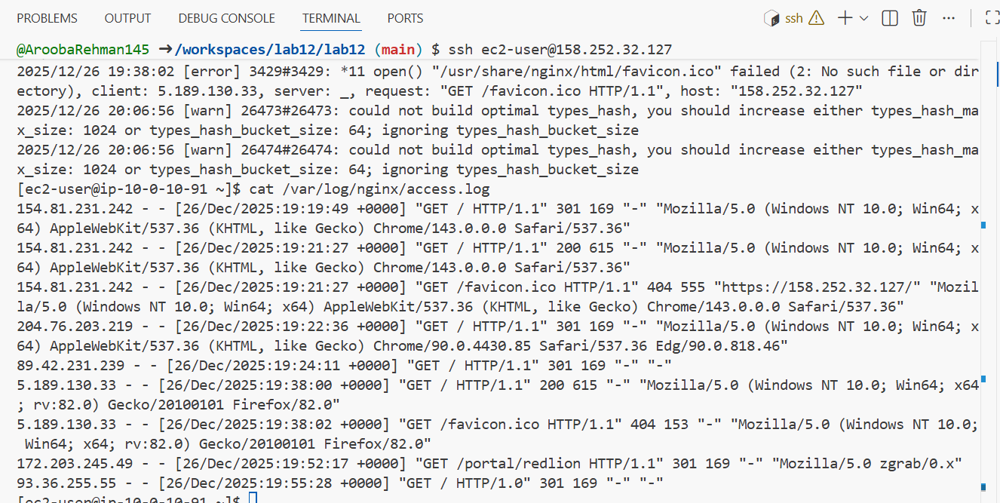 PROBLEMS OUTPUT DEBUG CONSOLE TERMINAL PORTS ssh
@AroobaRehman145 →/workspaces/lab12/lab12 (main) $ ssh ec2-user@158.252.32.127
2025/12/26 19:38:02 [error] 3429#3429: *11 open() "/usr/share/nginx/html/favicon.ico" failed (2: No such file or dir
ectory), client: 5.189.130.33, server: _, request: "GET /favicon.ico HTTP/1.1", host: "158.252.32.127"
2025/12/26 20:06:56 [warn] 26473#26473: could not build optimal types_hash, you should increase either types_hash_ma
x_size: 1024 or types_hash_bucket_size: 64; ignoring types_hash_bucket_size
2025/12/26 20:06:56 [warn] 26474#26474: could not build optimal types_hash, you should increase either types_hash_ma
x_size: 1024 or types_hash_bucket_size: 64; ignoring types_hash_bucket_size
[ec2-user@ip-10-0-10-91 ~]$ cat /var/log/nginx/access.log
154.81.231.242 - - [26/Dec/2025:19:19:49 +0000] "GET / HTTP/1.1" 301 169 "-" "Mozilla/5.0 (Windows NT 10.0; Win64; x
64) AppleWebKit/537.36 (KHTML, like Gecko) Chrome/143.0.0.0 Safari/537.36"
154.81.231.242 - - [26/Dec/2025:19:21:27 +0000] "GET / HTTP/1.1" 200 615 "-" "Mozilla/5.0 (Windows NT 10.0; Win64; x
64) AppleWebKit/537.36 (KHTML, like Gecko) Chrome/143.0.0.0 Safari/537.36"
154.81.231.242 - - [26/Dec/2025:19:21:27 +0000] "GET /favicon.ico HTTP/1.1" 404 555 "https://158.252.32.127/" "Mozil
la/5.0 (Windows NT 10.0; Win64; x64) AppleWebKit/537.36 (KHTML, like Gecko) Chrome/143.0.0.0 Safari/537.36"
204.76.203.219 - - [26/Dec/2025:19:22:36 +0000] "GET / HTTP/1.1" 301 169 "-" "Mozilla/5.0 (Windows NT 10.0; Win64; x
64) AppleWebKit/537.36 (KHTML, like Gecko) Chrome/90.0.4430.85 Safari/537.36 Edg/90.0.818.46"
89.42.231.239 - - [26/Dec/2025:19:24:11 +0000] "GET / HTTP/1.1" 301 169 "-" "-"
5.189.130.33 - - [26/Dec/2025:19:38:00 +0000] "GET / HTTP/1.1" 200 615 "-" "Mozilla/5.0 (Windows NT 10.0; Win64; x64
; rv:82.0) Gecko/20100101 Firefox/82.0"
5.189.130.33 - - [26/Dec/2025:19:38:02 +0000] "GET /favicon.ico HTTP/1.1" 404 153 "-" "Mozilla/5.0 (Windows NT 10.0;
 Win64; x64; rv:82.0) Gecko/20100101 Firefox/82.0"
172.203.245.49 - - [26/Dec/2025:19:52:17 +0000] "GET /portal/redlion HTTP/1.1" 301 169 "-" "Mozilla/5.0 zgrab/0.x"
93.36.255.55 - - [26/Dec/2025:19:55:28 +0000] "GET / HTTP/1.0" 301 169 "-" "-"
[ec2-user@ip-10-0-10-91 ~]$